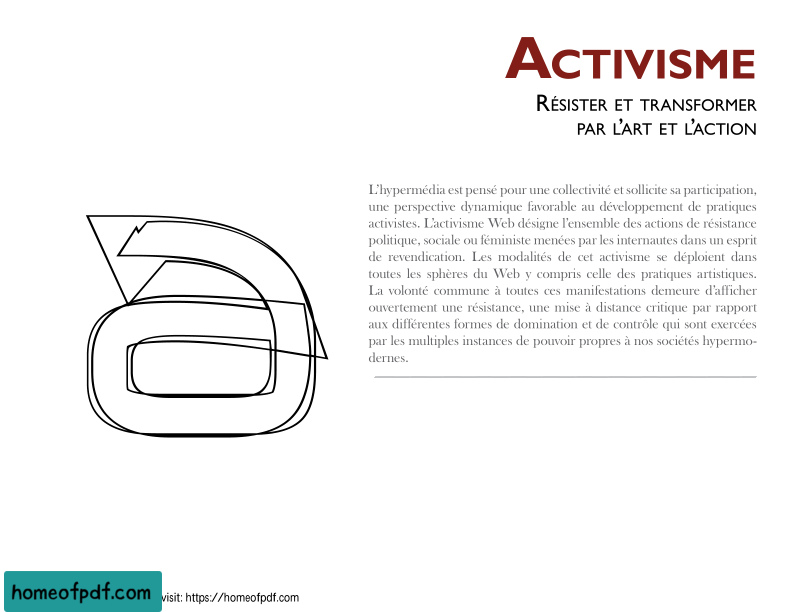 ACTIVISME
RÉSISTER ET TRANSFORMER
PAR L'ART ET L'ACTION
L'hypermédia est pensé pour une collectivité et sollicite sa participation,
une perspective dynamique favorable au développement de pratiques
activistes. L'activisme Web désigne l'ensemble des actions de résistance
politique, sociale ou féministe menées par les internautes dans un esprit
de revendication. Les modalités de cet activisme se déploient dans
toutes les sphères du Web y compris celle des pratiques artistiques.
La volonté commune à toutes ces manifestations demeure d'afficher
ouvertement une résistance, une mise à distance critique par rapport
aux différentes formes de domination et de contrôle qui sont exercées
par les multiples instances de pouvoir propres à nos sociétés hypermo-
dernes.
a
homeofpdf.com
visit: https://homeofpdf.com